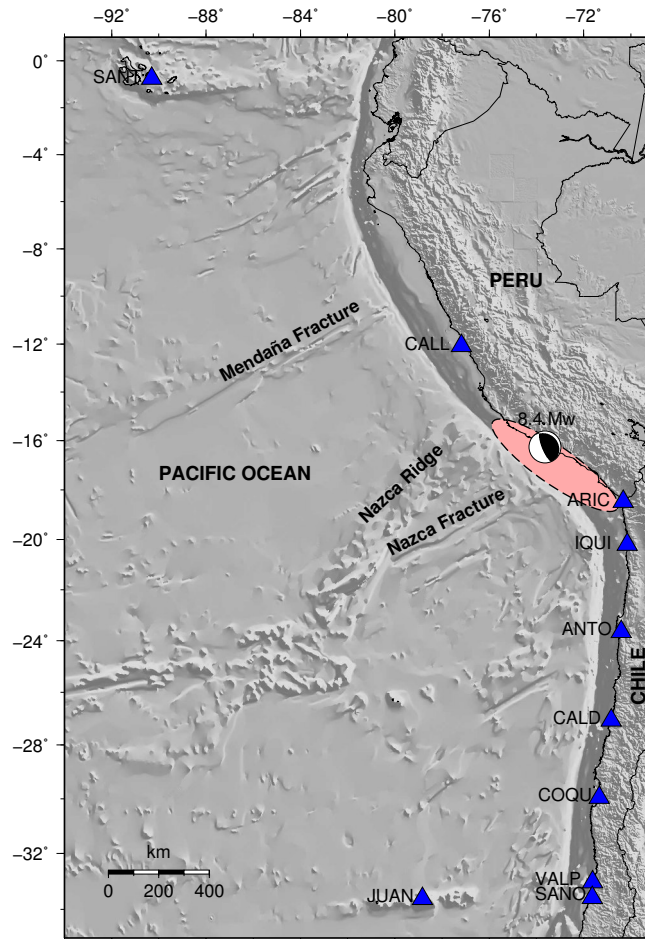 −92° −88° −84° −80° −76° −72°
0°
SANT
−4°
−8°
PERU
Mendaña Fracture
CALL
−12°
8.4 Mw
−16°
PACIFIC OCEAN
Nazca Ridge
ARIC
Nazca Fracture
−20°
IQUI
ANTO
−24°
CHILE
CALD
−28°
COQU
−32°
km
0 200 400
VALP
SANO
JUAN